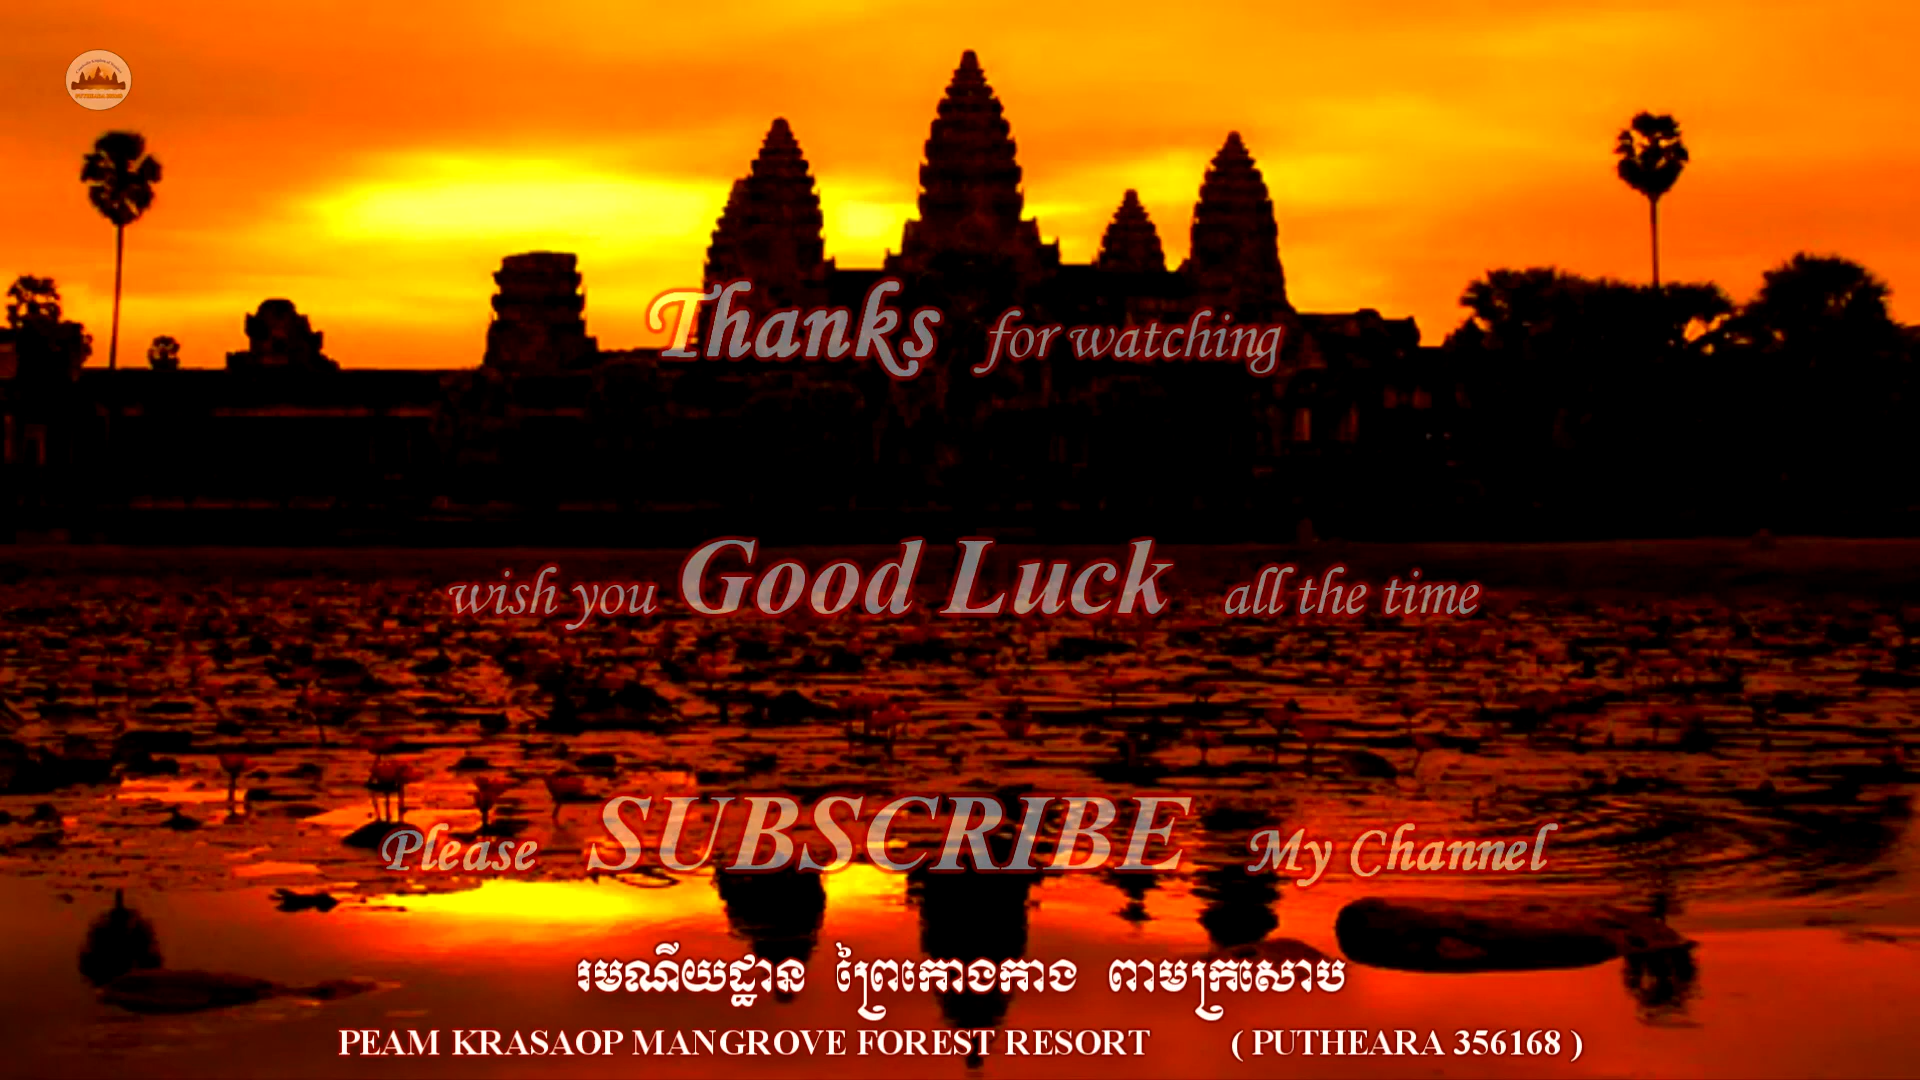 Thanks for watching
wish you Good Luck all the time
Please SUBSCRIBE My Channel
រមណីយដ្ឋាន ព្រៃកោងកាង ពាមក្រសោប
PEAM KRASAOP MANGROVE FOREST RESORT ( PUTHEARA 356168 )